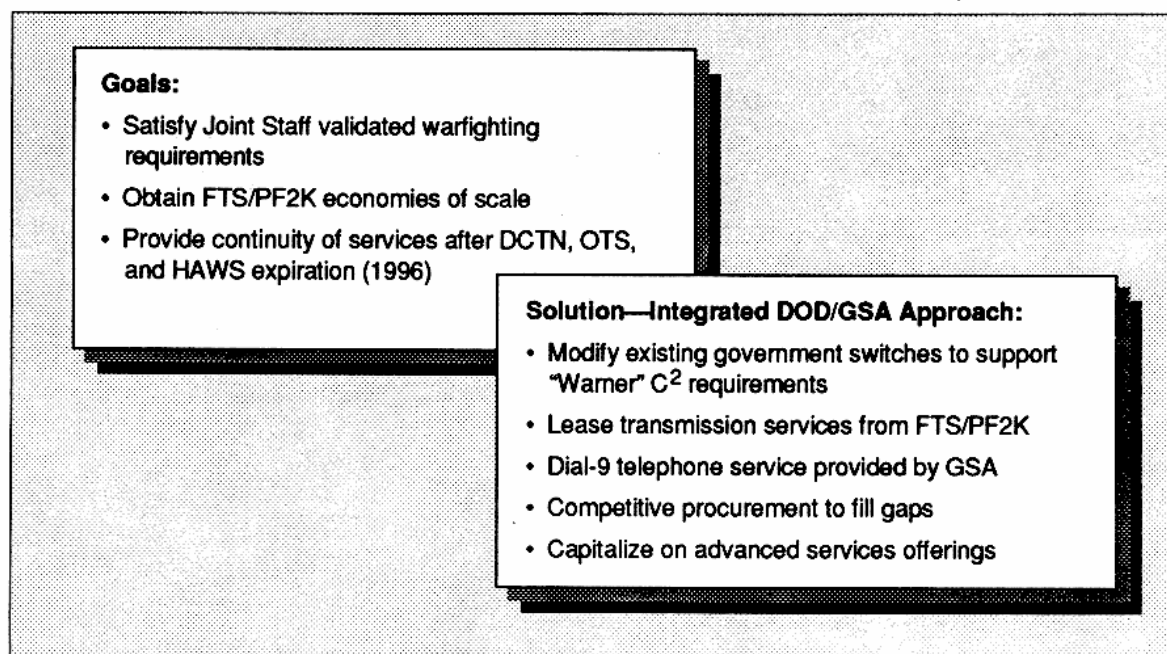 Goals:
• Satisfy Joint Staff validated warfighting
requirements
• Obtain FTS/PF2K economies of scale
• Provide continuity of services after DCTN, OTS,
and HAWS expiration (1996)
Solution—Integrated DOD/GSA Approach:
• Modify existing government switches to support
"Warner" C² requirements
• Lease transmission services from FTS/PF2K
• Dial-9 telephone service provided by GSA
• Competitive procurement to fill gaps
• Capitalize on advanced services offerings